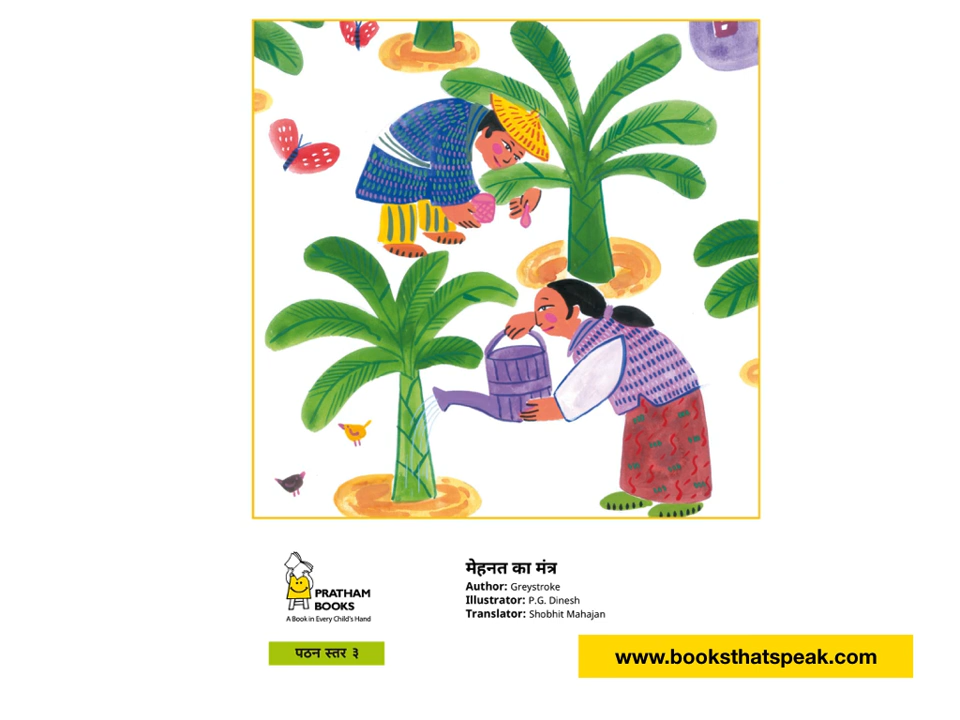 मेहनत का मंत्र
Author: Greystroke
Illustrator: P.G. Dinesh
Translator: Shobhit Mahajan
PRATHAM
BOOKS
A Book in Every Child's Hand
पठन स्तर ३
www.booksthatspeak.com